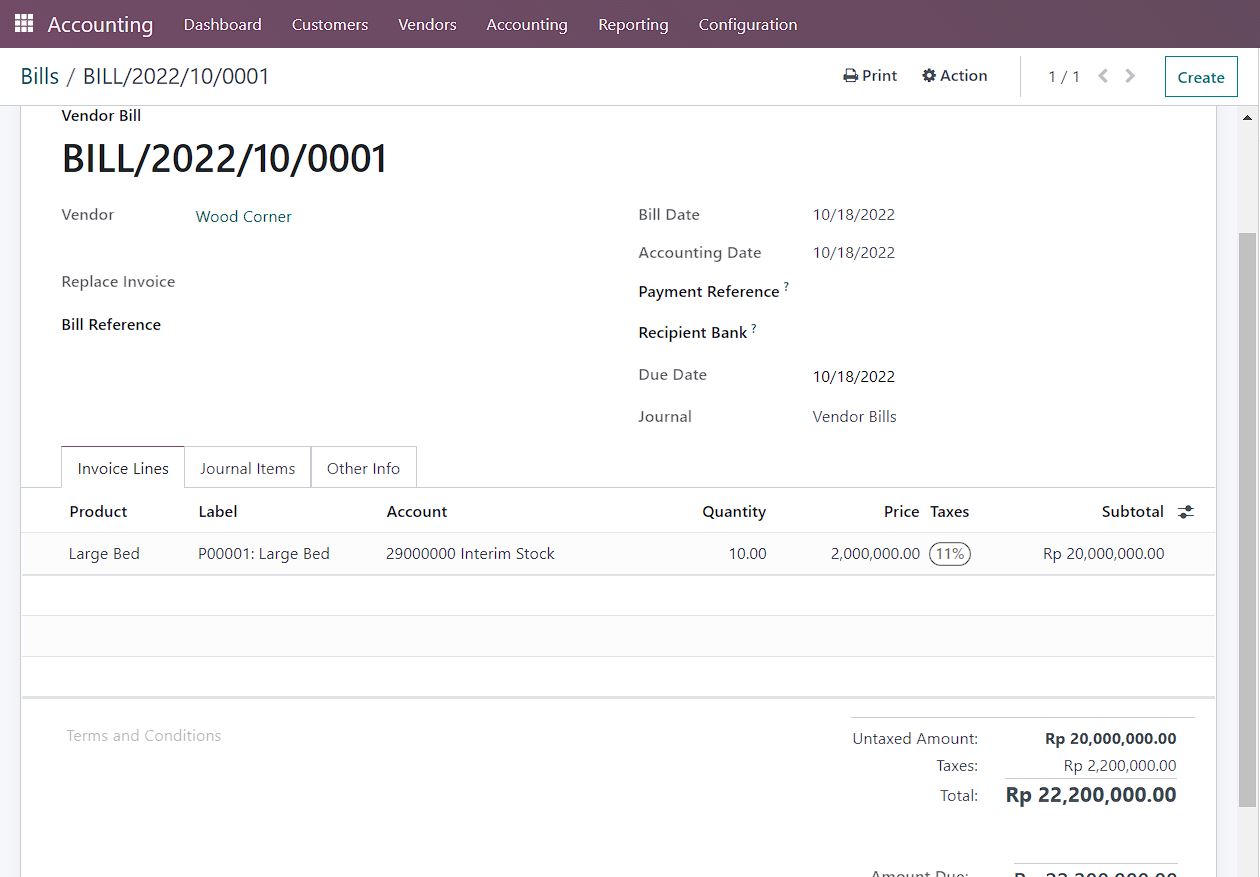 Accounting Dashboard Customers Vendors Accounting Reporting Configuration
Bills / BILL/2022/10/0001 Print Action 1 / 1 Create
Vendor Bill
BILL/2022/10/0001
Vendor Wood Corner Bill Date 10/18/2022
Accounting Date 10/18/2022
Replace Invoice Payment Reference ?
Bill Reference Recipient Bank ?
Due Date 10/18/2022
Journal Vendor Bills
Invoice Lines Journal Items Other Info
Product Label Account Quantity Price Taxes Subtotal
Large Bed P00001: Large Bed 29000000 Interim Stock 10.00 2,000,000.00 11% Rp 20,000,000.00
Terms and Conditions Untaxed Amount: Rp 20,000,000.00
Taxes: Rp 2,200,000.00
Total: Rp 22,200,000.00
Amount Due: Rp 22,200,000.00